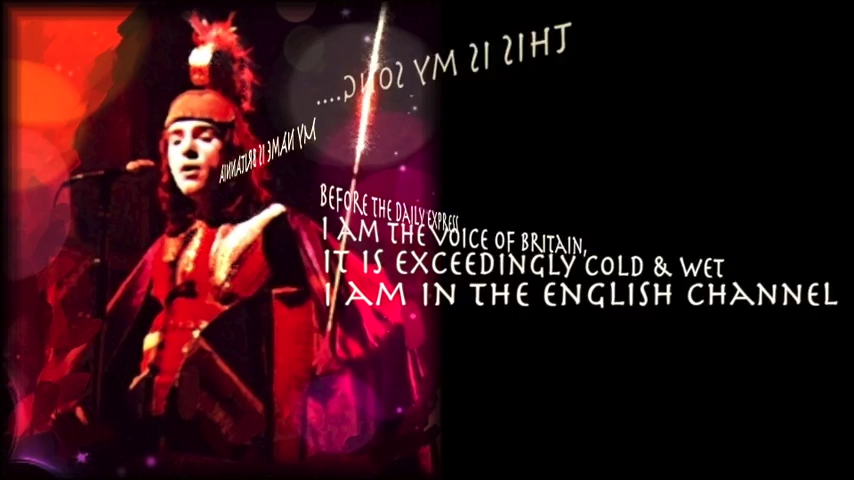 THIS IS MY SONG.....
MY NAME IS BRITANNIA
BEFORE THE DAILY EXPRESS
I AM THE VOICE OF BRITAIN,
IT IS EXCEEDINGLY COLD & WET
I AM IN THE ENGLISH CHANNEL